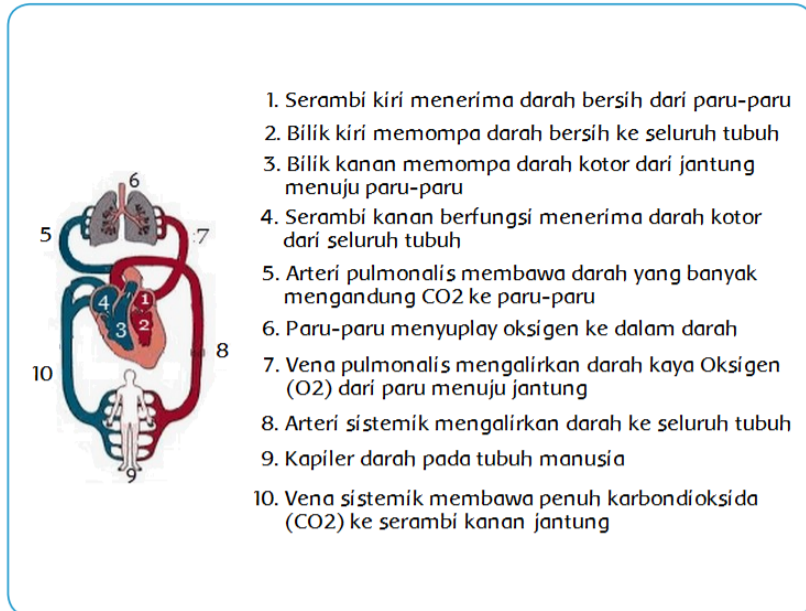 1. Serambi kiri menerima darah bersih dari paru-paru
2. Bilik kiri memompa darah bersih ke seluruh tubuh
3. Bilik kanan memompa darah kotor dari jantung
menuju paru-paru
4. Serambi kanan berfungsi menerima darah kotor
dari seluruh tubuh
5. Arteri pulmonalis membawa darah yang banyak
mengandung CO2 ke paru-paru
6. Paru-paru menyuplay oksigen ke dalam darah
7. Vena pulmonalis mengalirkan darah kaya Oksigen
(O2) dari paru menuju jantung
8. Arteri sistemik mengalirkan darah ke seluruh tubuh
9. Kapiler darah pada tubuh manusia
10. Vena sistemik membawa penuh karbondioksida
(CO2) ke serambi kanan jantung
6
5
7
4
1
3
2
8
10
9